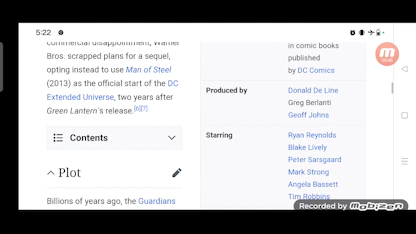 5:22
commercial disappointment, Warner
Bros. scrapped plans for a sequel,
opting instead to use Man of Steel
(2013) as the official start of the DC
Extended Universe, two years after
Green Lantern's release.[6][7]
Contents
Plot
Billions of years ago, the Guardians
in comic books
published
by DC Comics
Produced by
Donald De Line
Greg Berlanti
Geoff Johns
Starring
Ryan Reynolds
Blake Lively
Peter Sarsgaard
Mark Strong
Angela Bassett
Tim Robbins
Recorded by MOBIZEN